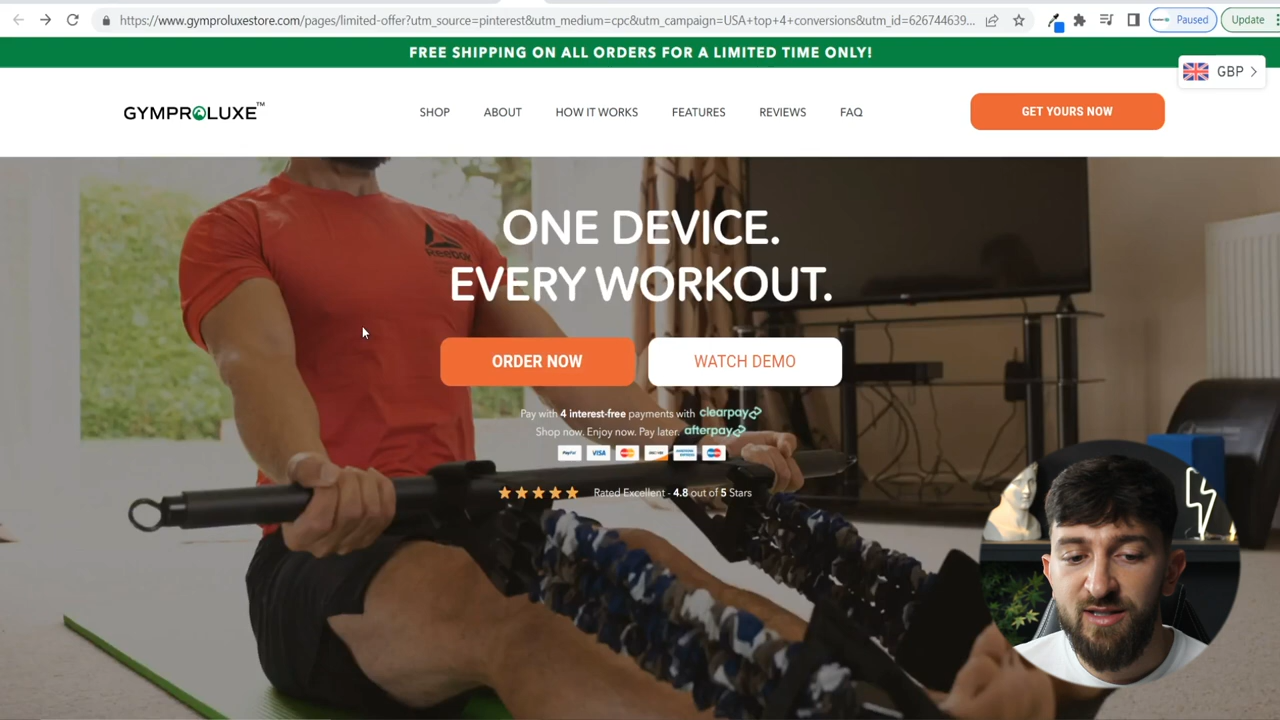 https://www.gymproluxestore.com/pages/limited-offer?utm_source=pinterest&utm_medium=cpc&utm_campaign=USA+top+4+conversions&utm_id=626744639...
Paused
Update
FREE SHIPPING ON ALL ORDERS FOR A LIMITED TIME ONLY!
GBP
GYMPROLUXE™
SHOP
ABOUT
HOW IT WORKS
FEATURES
REVIEWS
FAQ
GET YOURS NOW
ONE DEVICE.
EVERY WORKOUT.
Reebok
ORDER NOW
WATCH DEMO
Pay with 4 interest-free payments with clearpay
Shop now. Enjoy now. Pay later. afterpay
PayPal
VISA
Rated Excellent - 4.8 out of 5 Stars